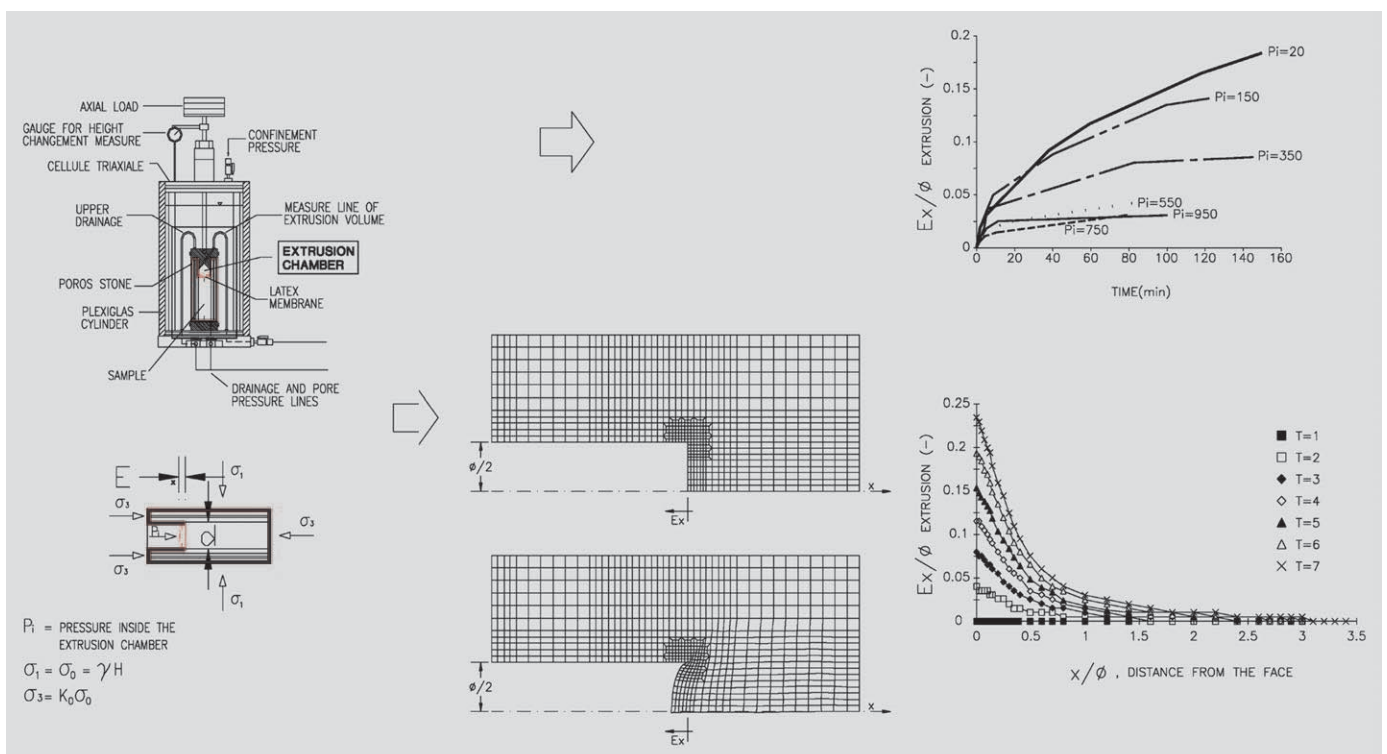 AXIAL LOAD
GAUGE FOR HEIGHT
CHANGEMENT MEASURE
CELLULE TRIAXIALE
CONFINEMENT
PRESSURE
UPPER
DRAINAGE
MEASURE LINE OF
EXTRUSION VOLUME
EXTRUSION
CHAMBER
POROS STONE
LATEX
MEMBRANE
PLEXIGLAS
CYLINDER
SAMPLE
DRAINAGE AND PORE
PRESSURE LINES
E
x
σ₁
σ₃
σ₃
Pi
d
σ₃
σ₁
Pi = PRESSURE INSIDE THE
EXTRUSION CHAMBER
σ₁ = σ₀ = γH
σ₃ = K₀σ₀
ø/2
x
Ex
ø/2
x
Ex
Ex/ø EXTRUSION (-)
0.2
0.15
0.1
0.05
0
Pi=20
Pi=150
Pi=350
Pi=550
Pi=950
Pi=750
0 20 40 60 80 100 120 140 160
TIME(min)
Ex/ø EXTRUSION (-)
0.25
0.2
0.15
0.1
0.05
0
T=1
T=2
T=3
T=4
T=5
T=6
T=7
0 0.5 1 1.5 2 2.5 3 3.5
x/ø , DISTANCE FROM THE FACE